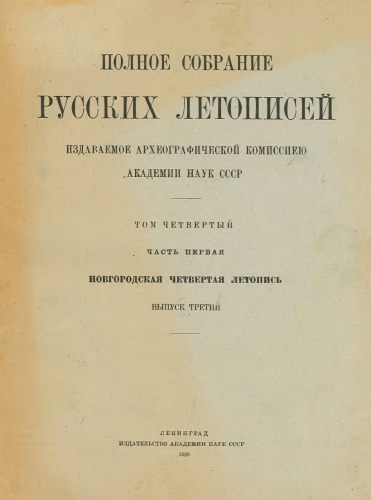 ПОЛНОЕ СОБРАНИЕ
РУССКИХ ЛЕТОПИСЕЙ
ИЗДАВАЕМОЕ АРХЕОГРАФИЧЕСКОЙ КОМИССИЕЮ
АКАДЕМИИ НАУК СССР
ТОМ ЧЕТВЕРТЫЙ
ЧАСТЬ ПЕРВАЯ
НОВГОРОДСКАЯ ЧЕТВЕРТАЯ ЛЕТОПИСЬ
ВЫПУСК ТРЕТИЙ
ЛЕНИНГРАД
ИЗДАТЕЛЬСТВО АКАДЕМИИ НАУК СССР
1929